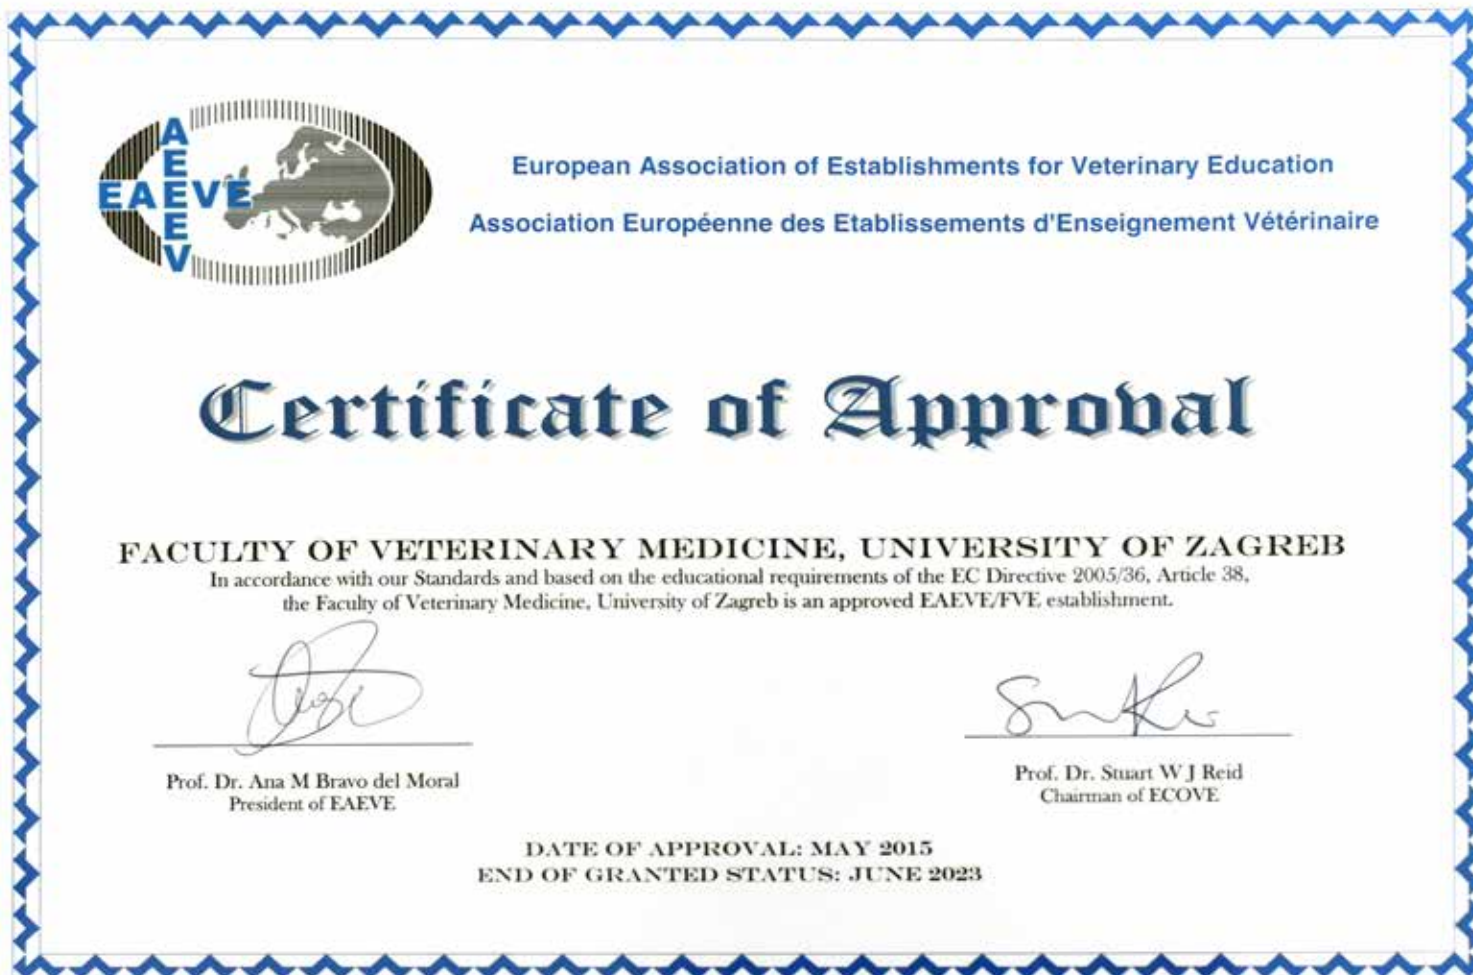 EAEVE
AEEEV
European Association of Establishments for Veterinary Education
Association Européenne des Etablissements d'Enseignement Vétérinaire
Certificate of Approval
FACULTY OF VETERINARY MEDICINE, UNIVERSITY OF ZAGREB
In accordance with our Standards and based on the educational requirements of the EC Directive 2005/36, Article 38,
the Faculty of Veterinary Medicine, University of Zagreb is an approved EAEVE/FVE establishment.
Prof. Dr. Ana M Bravo del Moral
President of EAEVE
Prof. Dr. Stuart W J Reid
Chairman of ECOVE
DATE OF APPROVAL: MAY 2015
END OF GRANTED STATUS: JUNE 2023